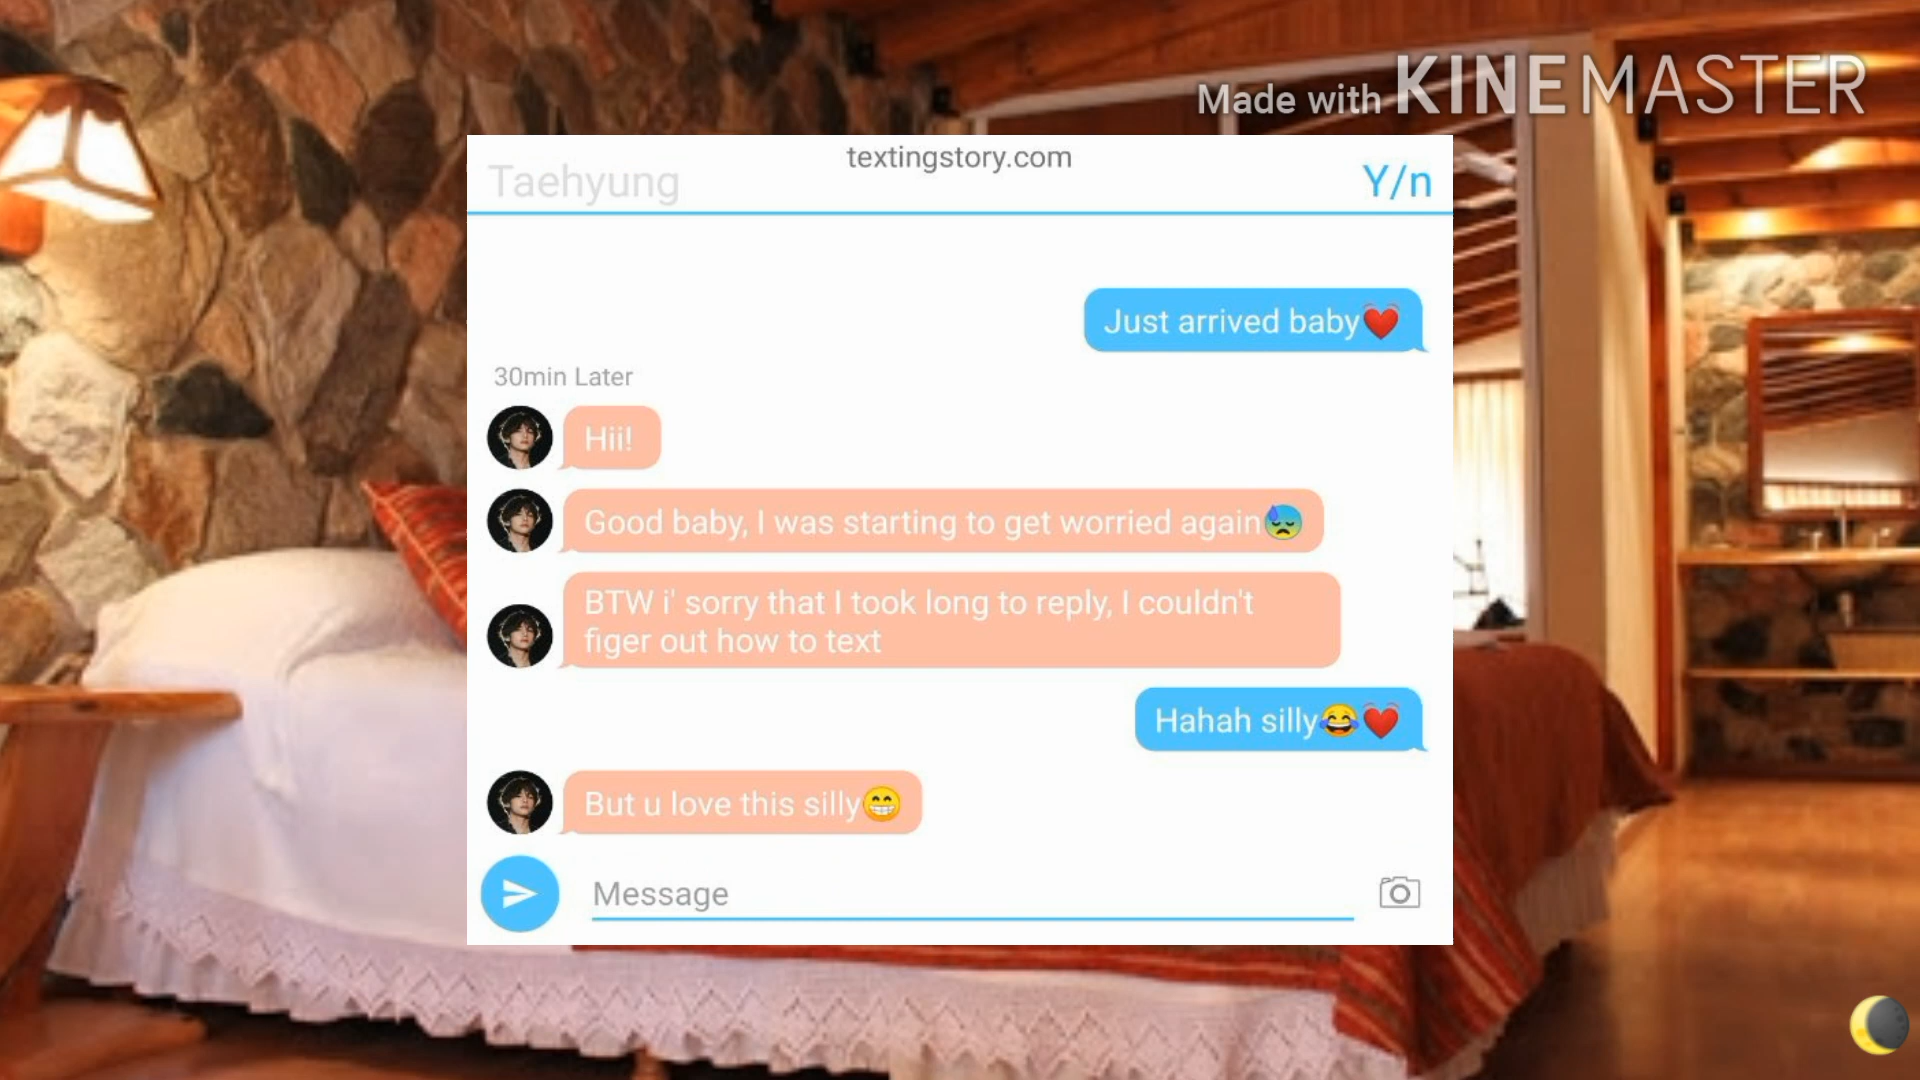 Made with KINEMASTER
textingstory.com
Taehyung
Y/n
Just arrived baby❤️
30min Later
Hii!
Good baby, I was starting to get worried again😓
BTW i' sorry that I took long to reply, I couldn't
figer out how to text
Hahah silly😂❤️
But u love this silly😁
Message